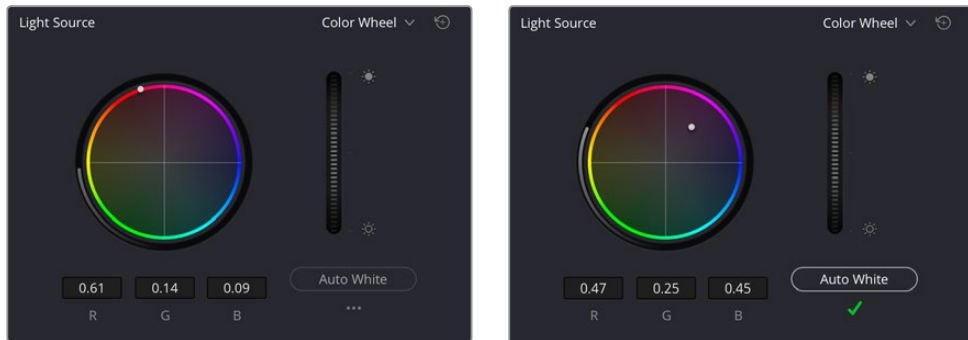 Light Source Color Wheel
0.61 0.14 0.09 Auto White
R G B
Light Source Color Wheel
0.47 0.25 0.45 Auto White
R G B